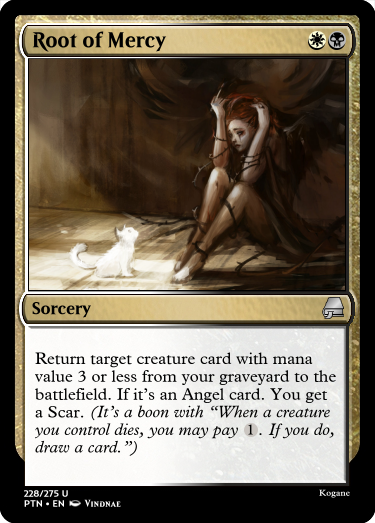 Root of Mercy
Sorcery
Return target creature card with mana
value 3 or less from your graveyard to the
battlefield. If it's an Angel card. You get
a Scar. (It's a boon with “When a creature
you control dies, you may pay 1. If you do,
draw a card.”)
228/275 U
Kogane
PTN • EN Vindnae